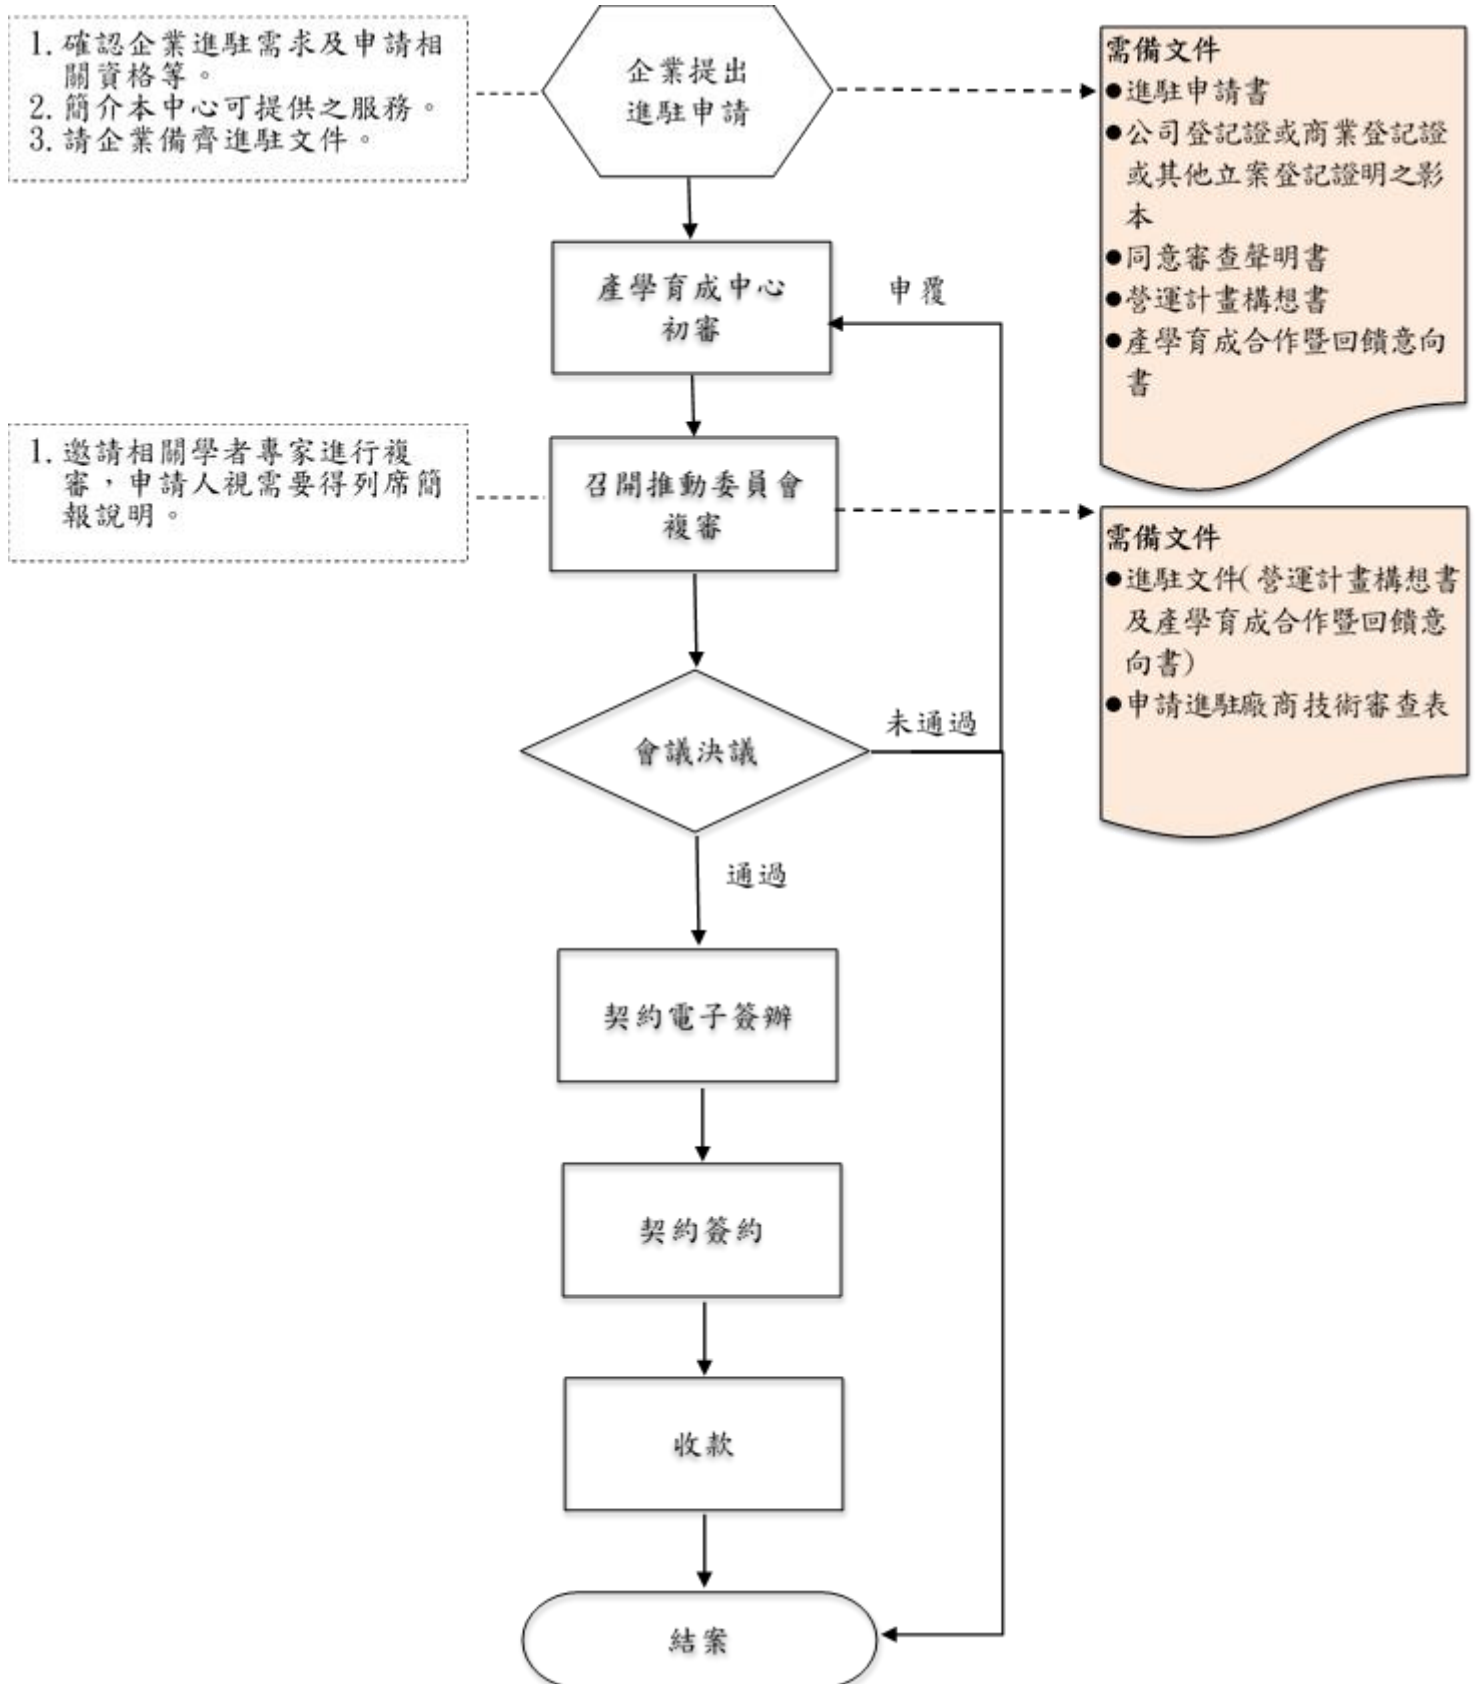 1. 確認企業進駐需求及申請相
關資格等。
2. 簡介本中心可提供之服務。
3. 請企業備齊進駐文件。
企業提出
進駐申請
需備文件
●進駐申請書
●公司登記證或商業登記證
或其他立案登記證明之影
本
●同意審查聲明書
●營運計畫構想書
●產學育成合作暨回饋意向
書
產學育成中心
初審
申覆
1. 邀請相關學者專家進行複
審，申請人視需要得列席簡
報說明。
召開推動委員會
複審
需備文件
●進駐文件(營運計畫構想書
及產學育成合作暨回饋意
向書)
●申請進駐廠商技術審查表
會議決議
未通過
通過
契約電子簽辦
契約簽約
收款
結案